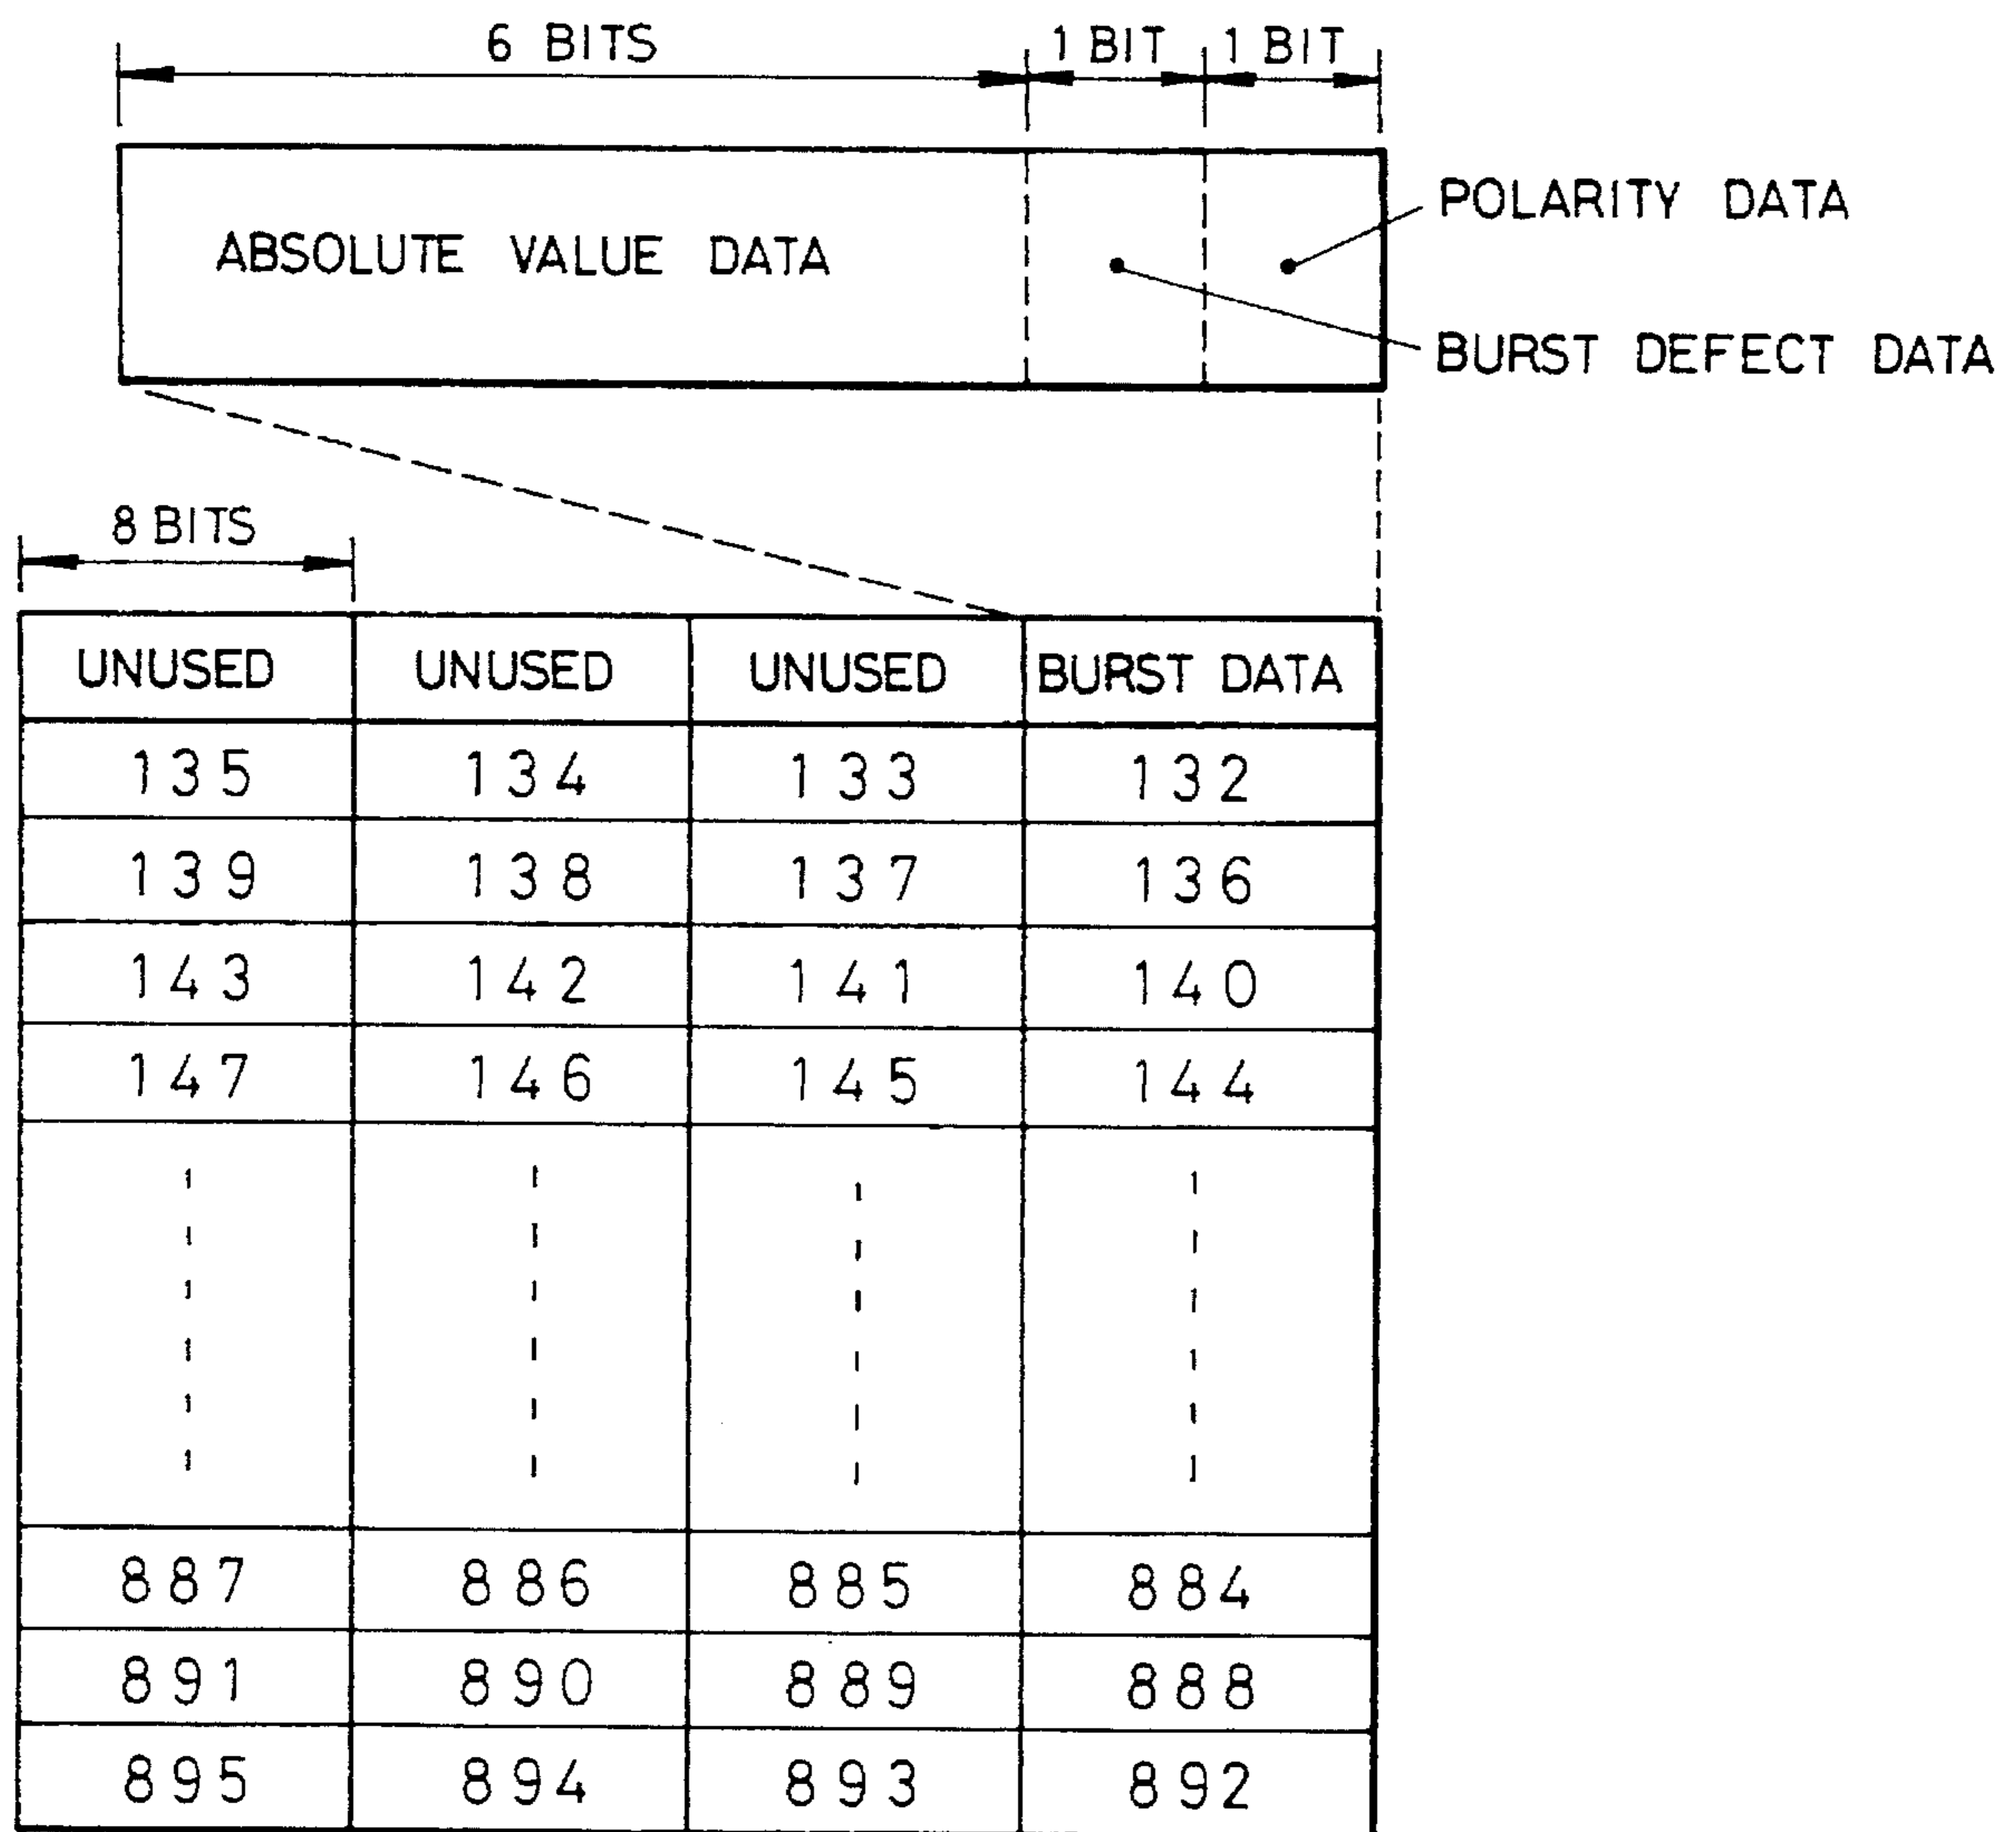 6 BITS 1 BIT 1 BIT
ABSOLUTE VALUE DATA
POLARITY DATA
BURST DEFECT DATA
8 BITS
UNUSED UNUSED UNUSED BURST DATA
135 134 133 132
139 138 137 136
143 142 141 140
147 146 145 144
887 886 885 884
891 890 889 888
895 894 893 892